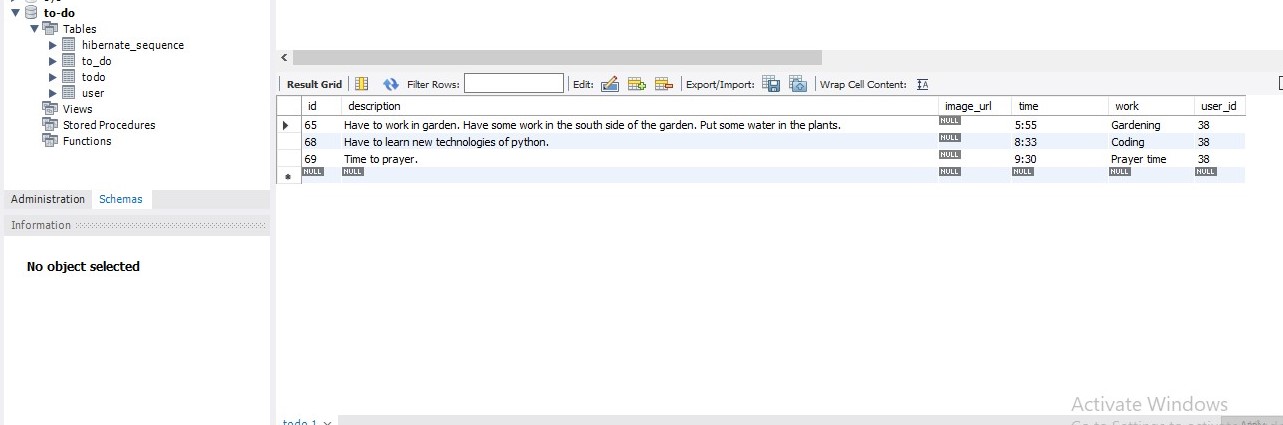 to-do
Tables
hibernate_sequence
to_do
todo
user
Views
Stored Procedures
Functions
Administration Schemas
Information
No object selected
Result Grid Filter Rows: Edit: Export/Import: Wrap Cell Content:
id description image_url time work user_id
65 Have to work in garden. Have some work in the south side of the garden. Put some water in the plants. NULL 5:55 Gardening 38
68 Have to learn new technologies of python. NULL 8:33 Coding 38
69 Time to prayer. NULL 9:30 Prayer time 38
NULL NULL NULL NULL NULL NULL
todo 1
Activate Windows